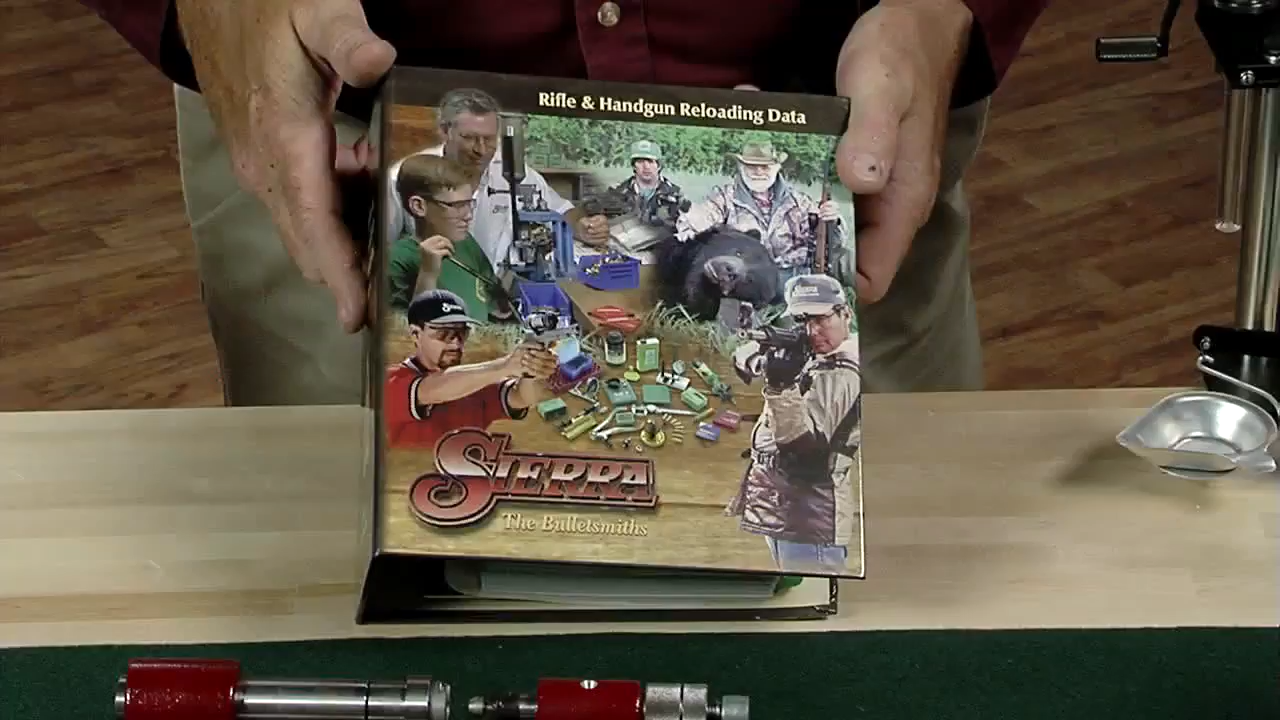 Rifle & Handgun Reloading Data
SIERRA
The Bulletsmiths